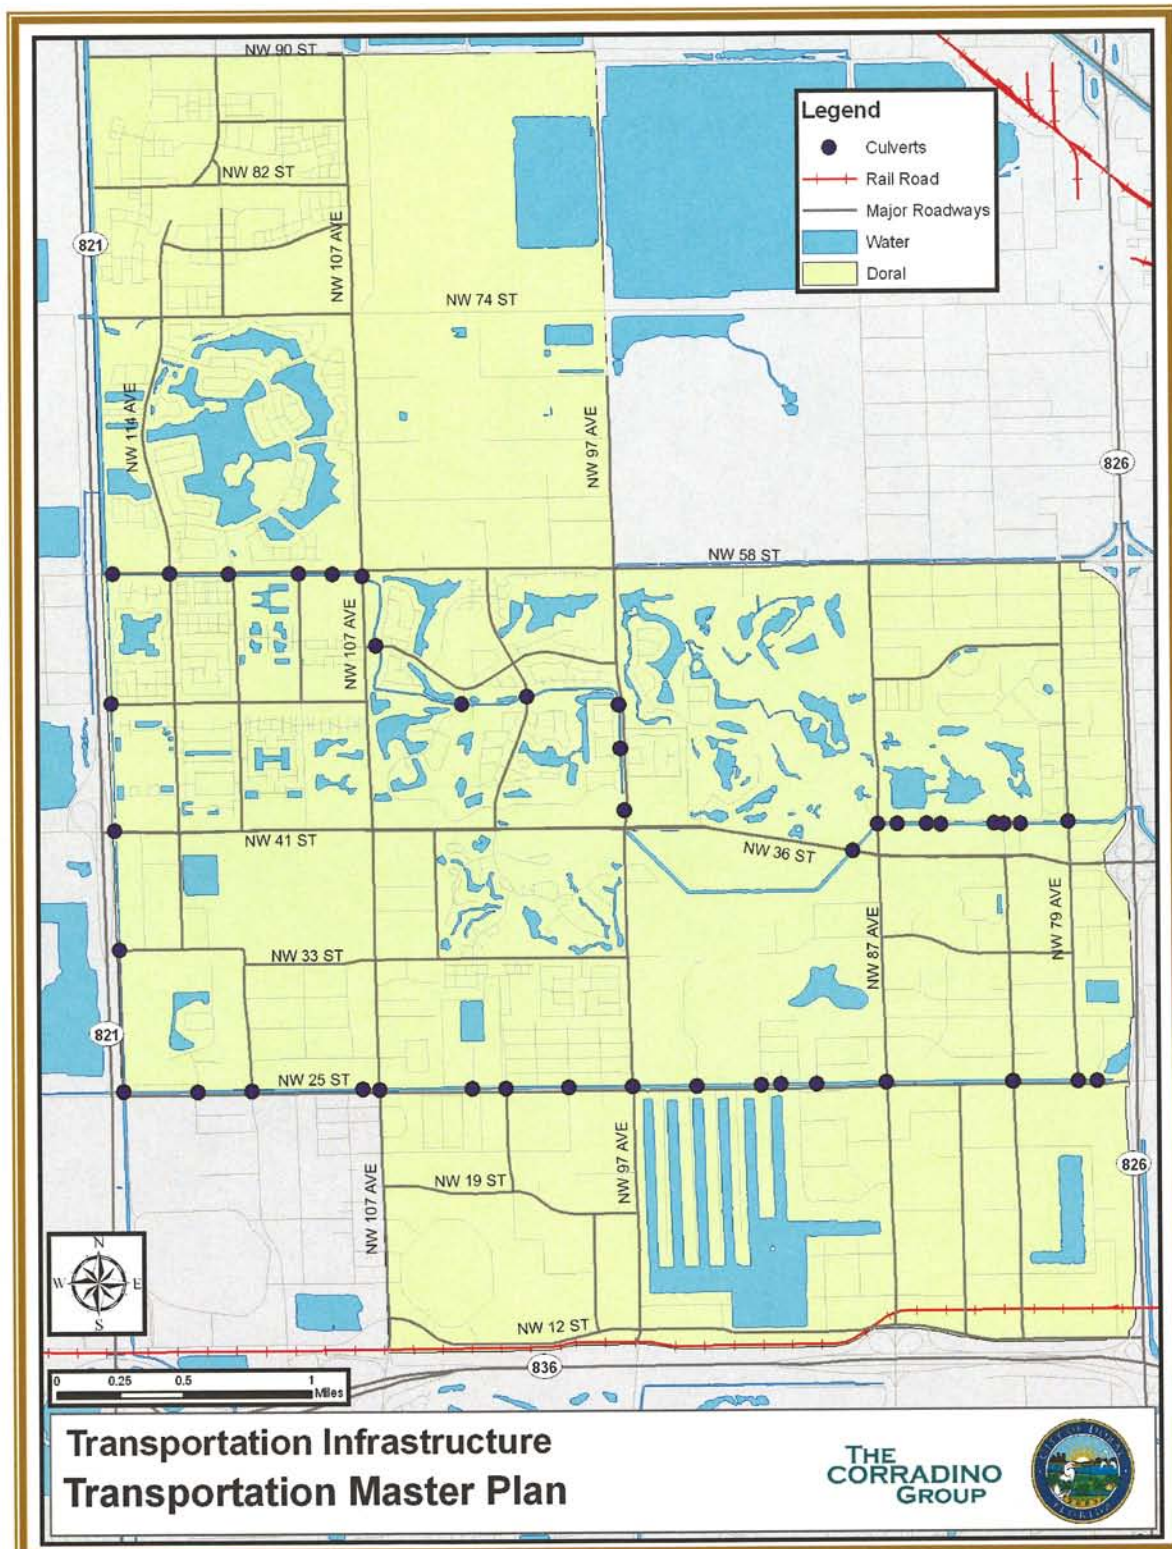 NW 90 ST
Legend
Culverts
Rail Road
Major Roadways
Water
Doral
NW 82 ST
821
NW 107 AVE
NW 74 ST
NW 114 AVE
NW 97 AVE
826
NW 58 ST
NW 107 AVE
NW 41 ST
NW 36 ST
NW 87 AVE
NW 79 AVE
NW 33 ST
821
NW 25 ST
NW 97 AVE
826
NW 19 ST
NW 107 AVE
N
W E
S
NW 12 ST
836
0 0.25 0.5 1
Miles
Transportation Infrastructure
Transportation Master Plan
THE
CORRADINO
GROUP
CITY OF DORAL
FLORIDA